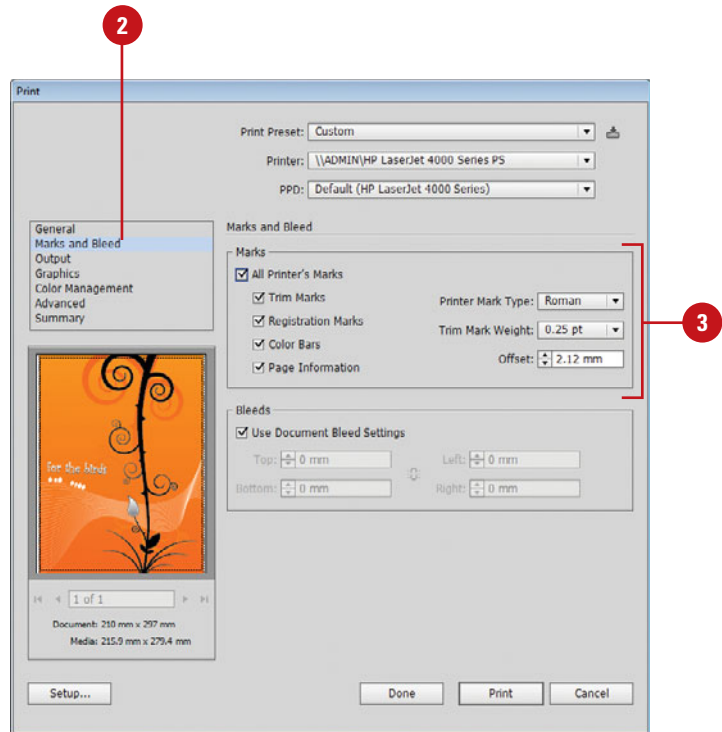 2
Print
Print Preset: Custom
Printer: \\ADMIN\HP LaserJet 4000 Series PS
PPD: Default (HP LaserJet 4000 Series)
General
Marks and Bleed
Output
Graphics
Color Management
Advanced
Summary
Marks and Bleed
Marks
All Printer's Marks
Trim Marks
Registration Marks
Color Bars
Page Information
Printer Mark Type: Roman
Trim Mark Weight: 0.25 pt
Offset: 2.12 mm
3
for the birds
Bleeds
Use Document Bleed Settings
Top: 0 mm
Left: 0 mm
Bottom: 0 mm
Right: 0 mm
1 of 1
Document: 210 mm x 297 mm
Media: 215.9 mm x 279.4 mm
Setup...
Done
Print
Cancel